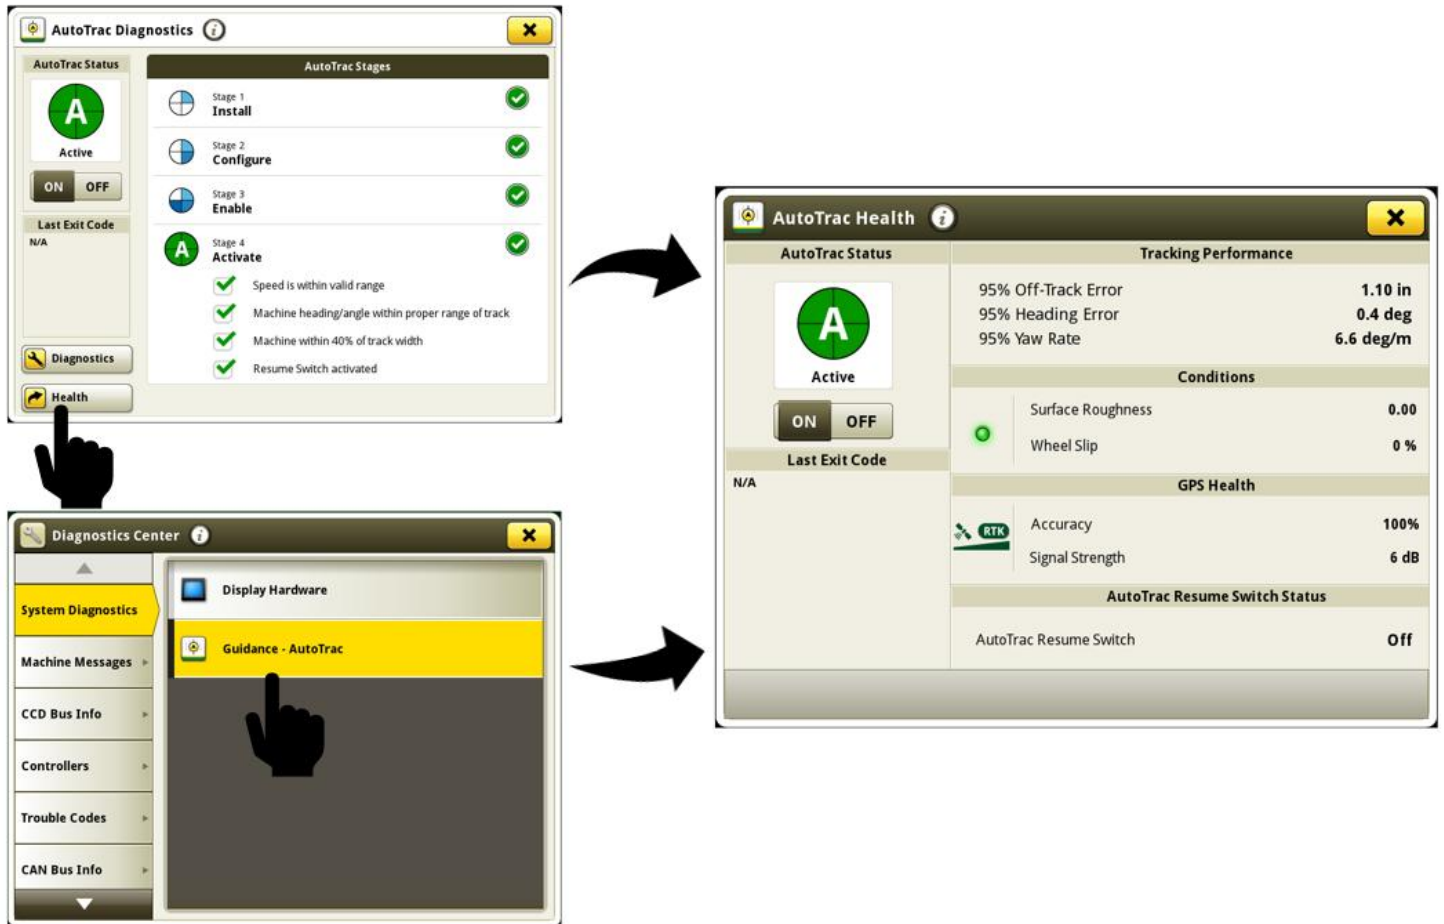 AutoTrac Diagnostics i
AutoTrac Status
A
Active
ON OFF
Last Exit Code
N/A
Diagnostics
Health
AutoTrac Stages
Stage 1
Install
Stage 2
Configure
Stage 3
Enable
A
Stage 4
Activate
Speed is within valid range
Machine heading/angle within proper range of track
Machine within 40% of track width
Resume Switch activated
Diagnostics Center i
System Diagnostics
Machine Messages
CCD Bus Info
Controllers
Trouble Codes
CAN Bus Info
Display Hardware
Guidance - AutoTrac
AutoTrac Health i
AutoTrac Status
A
Active
ON OFF
Last Exit Code
N/A
Tracking Performance
95% Off-Track Error 1.10 in
95% Heading Error 0.4 deg
95% Yaw Rate 6.6 deg/m
Conditions
Surface Roughness 0.00
Wheel Slip 0 %
GPS Health
RTK
Accuracy 100%
Signal Strength 6 dB
AutoTrac Resume Switch Status
AutoTrac Resume Switch Off